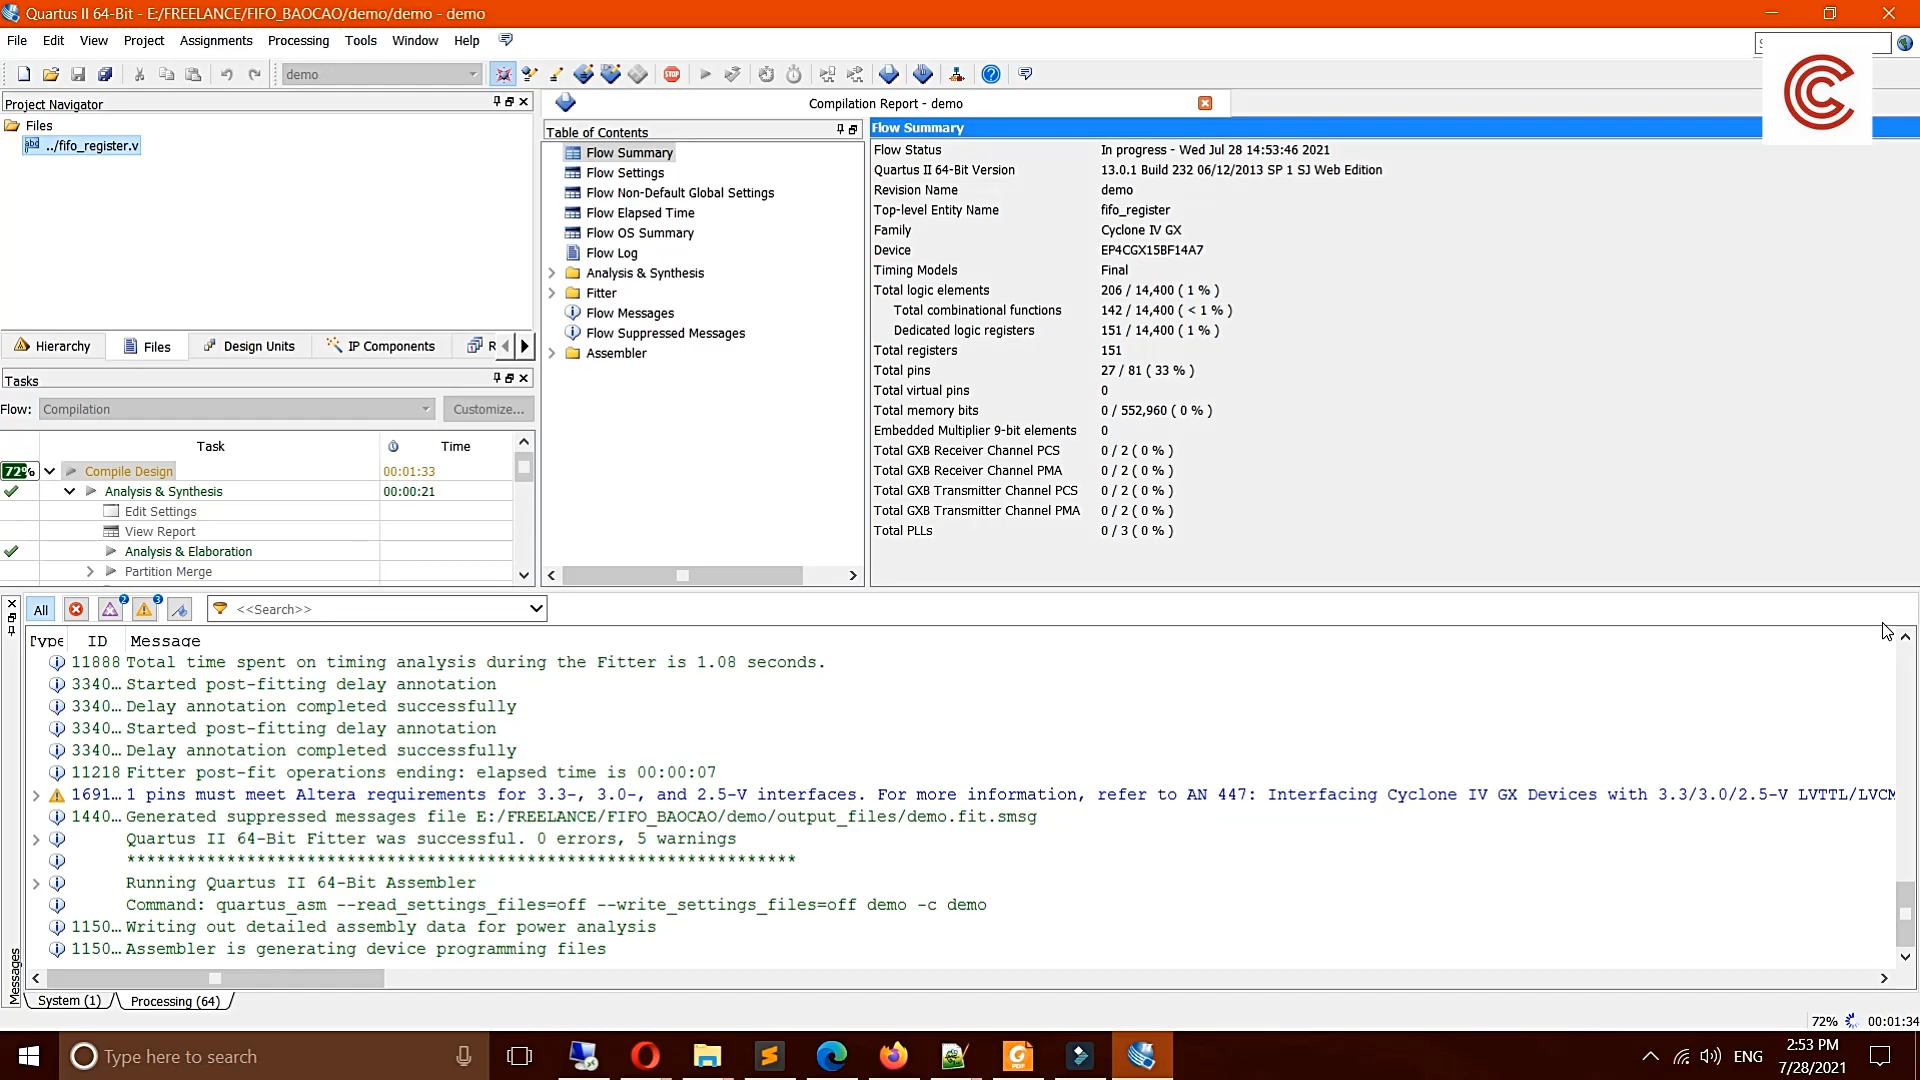 Quartus II 64-Bit - E:/FREELANCE/FIFO_BAOCAO/demo/demo - demo
File Edit View Project Assignments Processing Tools Window Help
demo
STOP
Project Navigator
Files
../fifo_register.v
Hierarchy Files Design Units IP Components R
Tasks
Flow: Compilation Customize...
Task Time
72% Compile Design 00:01:33
Analysis & Synthesis 00:00:21
Edit Settings
View Report
Analysis & Elaboration
Partition Merge
Compilation Report - demo
Table of Contents
Flow Summary
Flow Settings
Flow Non-Default Global Settings
Flow Elapsed Time
Flow OS Summary
Flow Log
Analysis & Synthesis
Fitter
Flow Messages
Flow Suppressed Messages
Assembler
Flow Summary
Flow Status In progress - Wed Jul 28 14:53:46 2021
Quartus II 64-Bit Version 13.0.1 Build 232 06/12/2013 SP 1 SJ Web Edition
Revision Name demo
Top-level Entity Name fifo_register
Family Cyclone IV GX
Device EP4CGX15BF14A7
Timing Models Final
Total logic elements 206 / 14,400 ( 1 % )
Total combinational functions 142 / 14,400 ( < 1 % )
Dedicated logic registers 151 / 14,400 ( 1 % )
Total registers 151
Total pins 27 / 81 ( 33 % )
Total virtual pins 0
Total memory bits 0 / 552,960 ( 0 % )
Embedded Multiplier 9-bit elements 0
Total GXB Receiver Channel PCS 0 / 2 ( 0 % )
Total GXB Receiver Channel PMA 0 / 2 ( 0 % )
Total GXB Transmitter Channel PCS 0 / 2 ( 0 % )
Total GXB Transmitter Channel PMA 0 / 2 ( 0 % )
Total PLLs 0 / 3 ( 0 % )
All 2 3 <<Search>>
Type ID Message
11888 Total time spent on timing analysis during the Fitter is 1.08 seconds.
3340... Started post-fitting delay annotation
3340... Delay annotation completed successfully
3340... Started post-fitting delay annotation
3340... Delay annotation completed successfully
11218 Fitter post-fit operations ending: elapsed time is 00:00:07
1691... 1 pins must meet Altera requirements for 3.3-, 3.0-, and 2.5-V interfaces. For more information, refer to AN 447: Interfacing Cyclone IV GX Devices with 3.3/3.0/2.5-V LVTTL/LVCM
1440... Generated suppressed messages file E:/FREELANCE/FIFO_BAOCAO/demo/output_files/demo.fit.smsg
Quartus II 64-Bit Fitter was successful. 0 errors, 5 warnings
*******************************************************************
Running Quartus II 64-Bit Assembler
Command: quartus_asm --read_settings_files=off --write_settings_files=off demo -c demo
1150... Writing out detailed assembly data for power analysis
1150... Assembler is generating device programming files
Messages
System (1) Processing (64)
72% 00:01:34
Type here to search
ENG
2:53 PM
7/28/2021